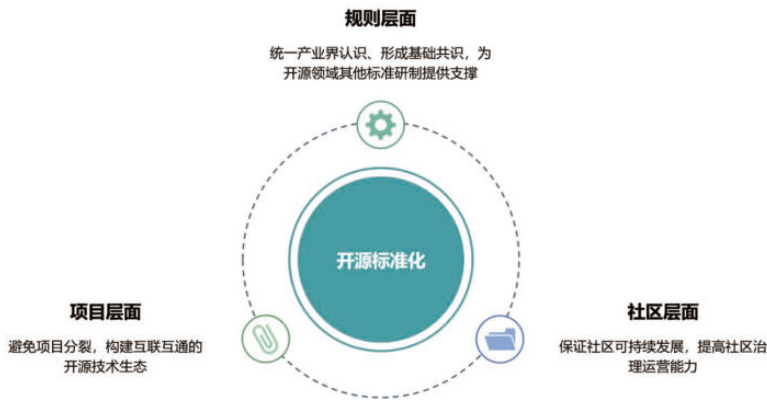 规则层面
统一产业界认识、形成基础共识，为
开源领域其他标准研制提供支撑
开源标准化
项目层面
避免项目分裂，构建互联互通的
开源技术生态
社区层面
保证社区可持续发展，提高社区治
理运营能力